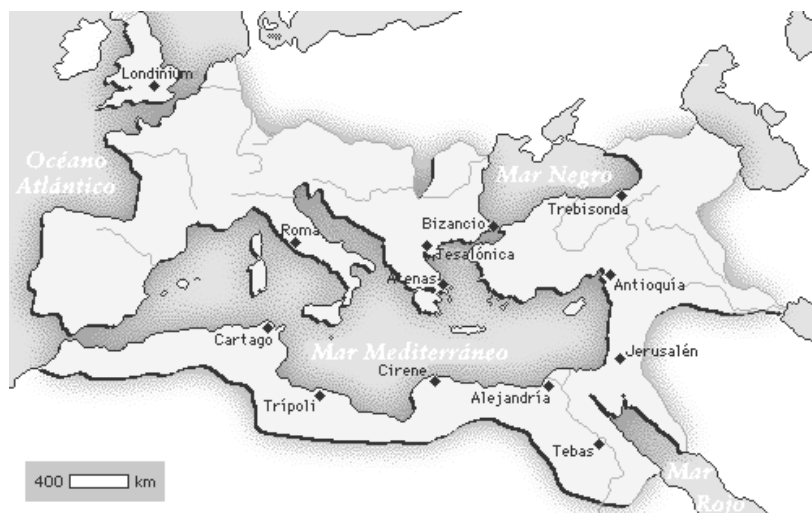 Londinium
Océano
Atlántico
Mar Negro
Trebisonda
Bizancio
Roma
Tesalónica
Atenas
Antioquía
Cartago
Mar Mediterráneo
Jerusalén
Cirene
Trípoli
Alejandría
Tebas
Mar
Rojo
400 km